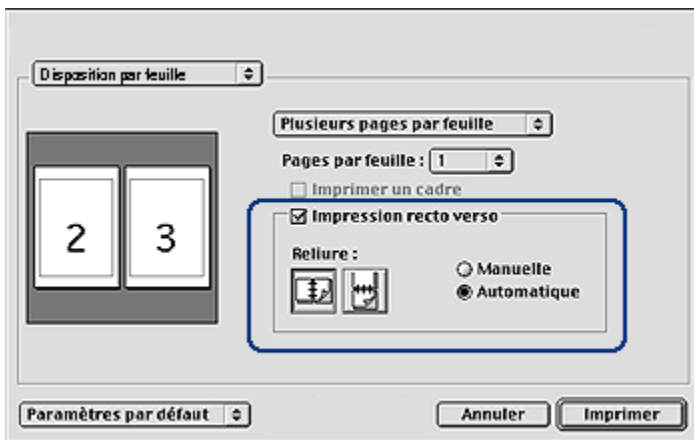 Disposition par feuille
Plusieurs pages par feuille
Pages par feuille : 1
Imprimer un cadre
Impression recto verso
2 3
Reliure :
Manuelle
Automatique
Paramètres par défaut
Annuler
Imprimer